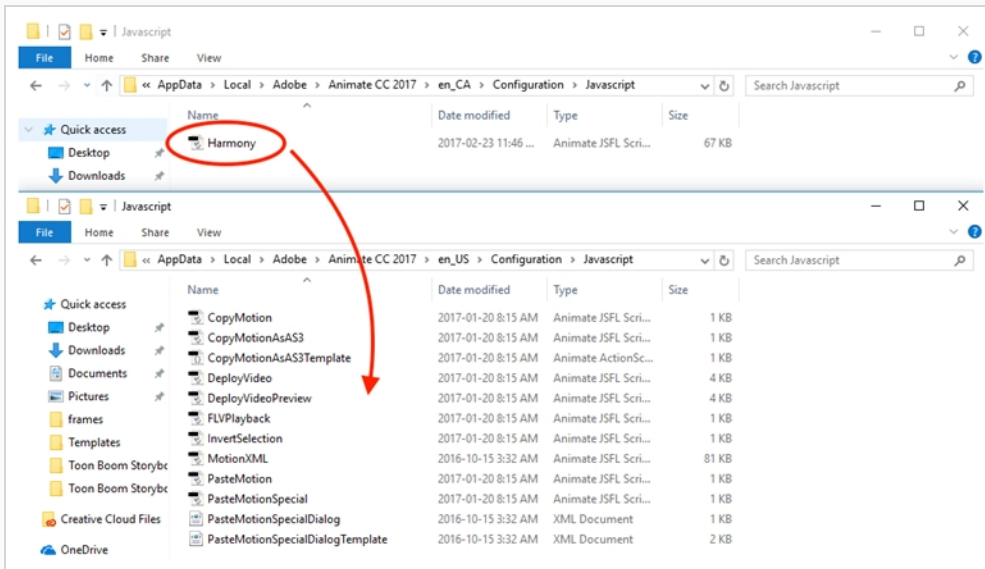 Javascript
File Home Share View
« AppData > Local > Adobe > Animate CC 2017 > en_CA > Configuration > Javascript Search Javascript
Name Date modified Type Size
Quick access
Harmony 2017-02-23 11:46 ... Animate JSFL Scri... 67 KB
Desktop
Downloads
Javascript
File Home Share View
« AppData > Local > Adobe > Animate CC 2017 > en_US > Configuration > Javascript Search Javascript
Name Date modified Type Size
Quick access
CopyMotion 2017-01-20 8:15 AM Animate JSFL Scri... 1 KB
Desktop
CopyMotionAsAS3 2017-01-20 8:15 AM Animate JSFL Scri... 1 KB
Downloads
CopyMotionAsAS3Template 2017-01-20 8:15 AM Animate ActionSc... 1 KB
Documents
DeployVideo 2017-01-20 8:15 AM Animate JSFL Scri... 4 KB
Pictures
DeployVideoPreview 2017-01-20 8:15 AM Animate JSFL Scri... 4 KB
frames
FLVPlayback 2017-01-20 8:15 AM Animate JSFL Scri... 1 KB
Templates
InvertSelection 2017-01-20 8:15 AM Animate JSFL Scri... 1 KB
Toon Boom Storybc
MotionXML 2016-10-15 3:32 AM Animate JSFL Scri... 81 KB
Toon Boom Storybc
PasteMotion 2017-01-20 8:15 AM Animate JSFL Scri... 1 KB
PasteMotionSpecial 2017-01-20 8:15 AM Animate JSFL Scri... 1 KB
Creative Cloud Files
PasteMotionSpecialDialog 2016-10-15 3:32 AM XML Document 1 KB
PasteMotionSpecialDialogTemplate 2016-10-15 3:32 AM XML Document 2 KB
OneDrive